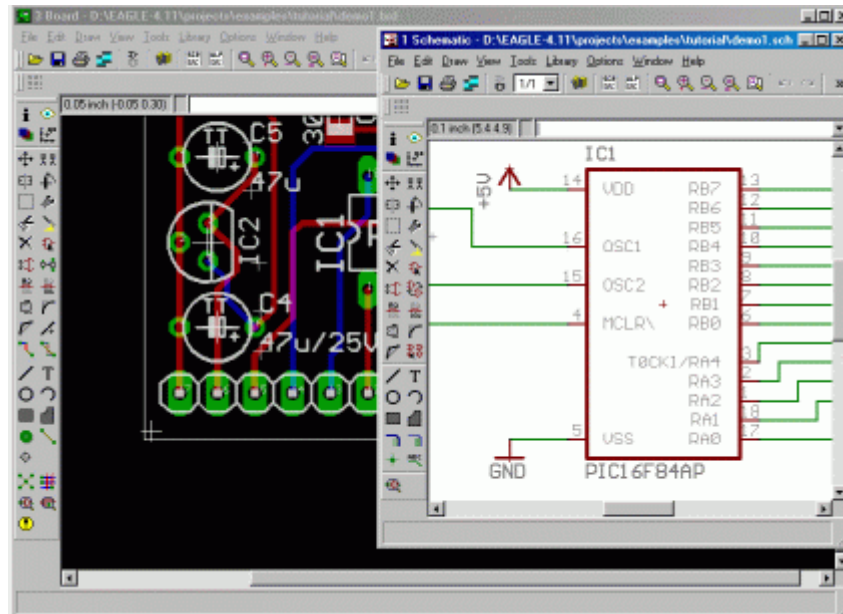 3 Board - D:\EAGLE-4.11\projects\examples\tutorial\demo1.brd
File Edit Draw View Tools Library Options Window Help
0.05 inch (-0.05 0.30)
C5
47u
IC2
IC1
C4
47u/25V
1 Schematic - D:\EAGLE-4.11\projects\examples\tutorial\demo1.sch
File Edit Draw View Tools Library Options Window Help
1/1
0.1 inch (5.4 4.9)
IC1
+5V
14 VDD RB7 13
RB6 12
RB5 11
16 OSC1 RB4 10
RB3 9
15 OSC2 RB2 8
RB1 7
4 MCLR\ RB0 6
T0CKI/RA4 3
RA3 2
RA2 1
RA1 18
5 VSS RA0 17
GND
PIC16F84AP